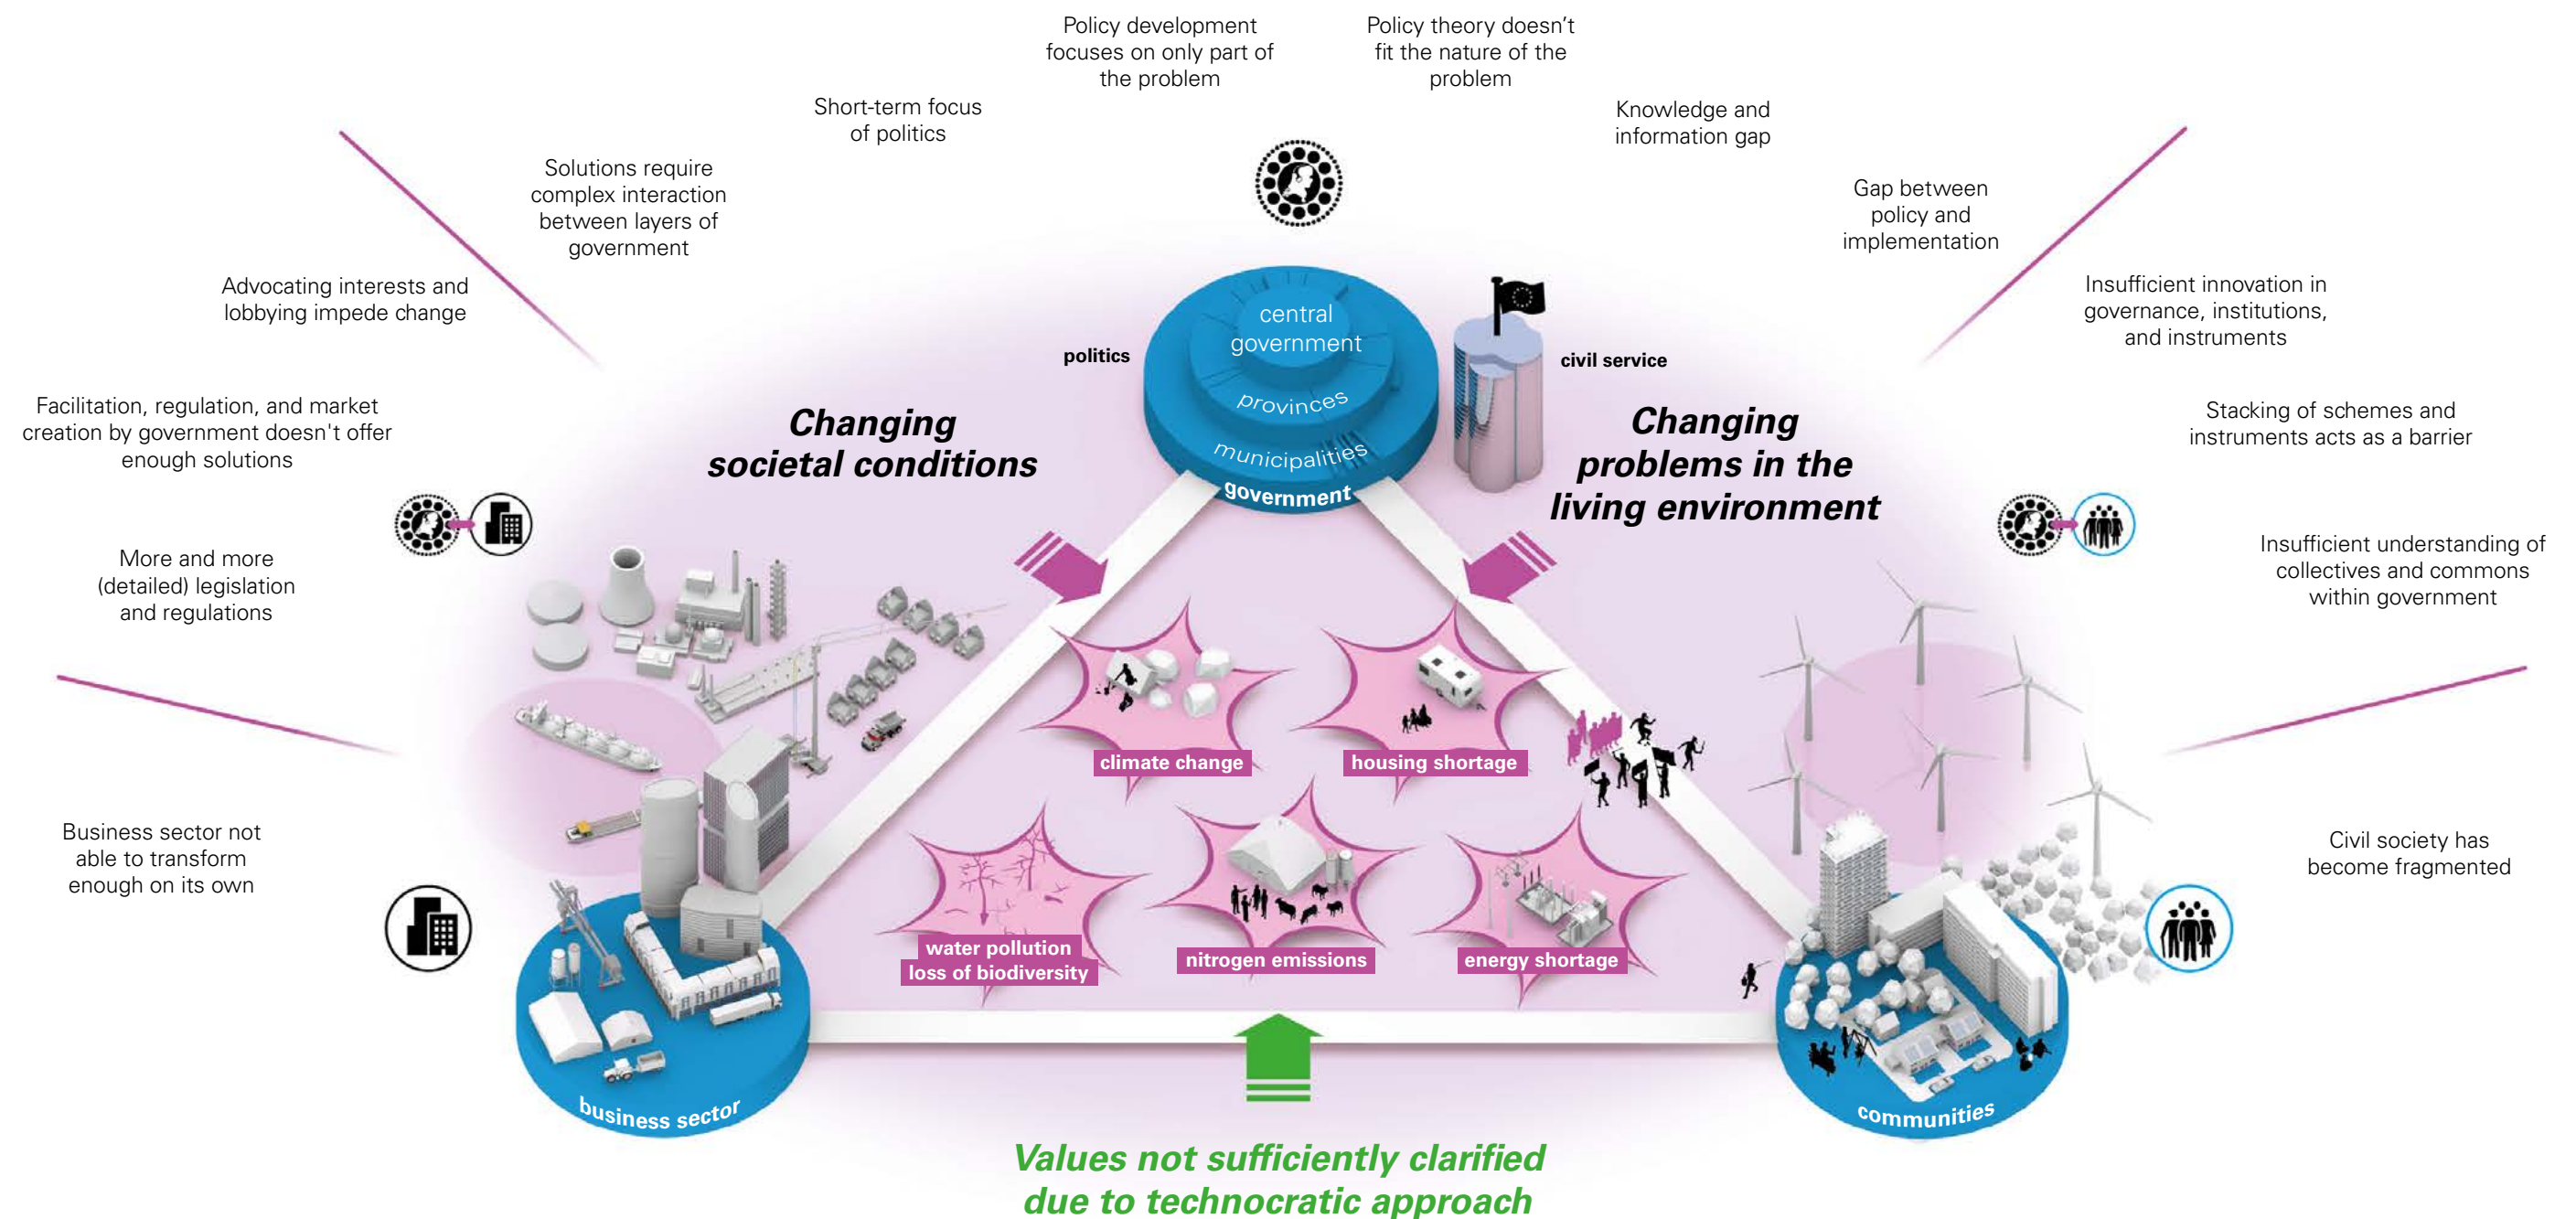 Policy development
focuses on only part of
the problem
Policy theory doesn't
fit the nature of the
problem
Short-term focus
of politics
Knowledge and
information gap
Solutions require
complex interaction
between layers of
government
Gap between
policy and
implementation
Advocating interests and
lobbying impede change
Insufficient innovation in
governance, institutions,
and instruments
Facilitation, regulation, and market
creation by government doesn't offer
enough solutions
Stacking of schemes and
instruments acts as a barrier
More and more
(detailed) legislation
and regulations
Insufficient understanding of
collectives and commons
within government
Business sector not
able to transform
enough on its own
Civil society has
become fragmented
politics
central
government
provinces
municipalities
government
civil service
Changing
societal conditions
Changing
problems in the
living environment
climate change
housing shortage
water pollution
loss of biodiversity
nitrogen emissions
energy shortage
business sector
communities
Values not sufficiently clarified
due to technocratic approach